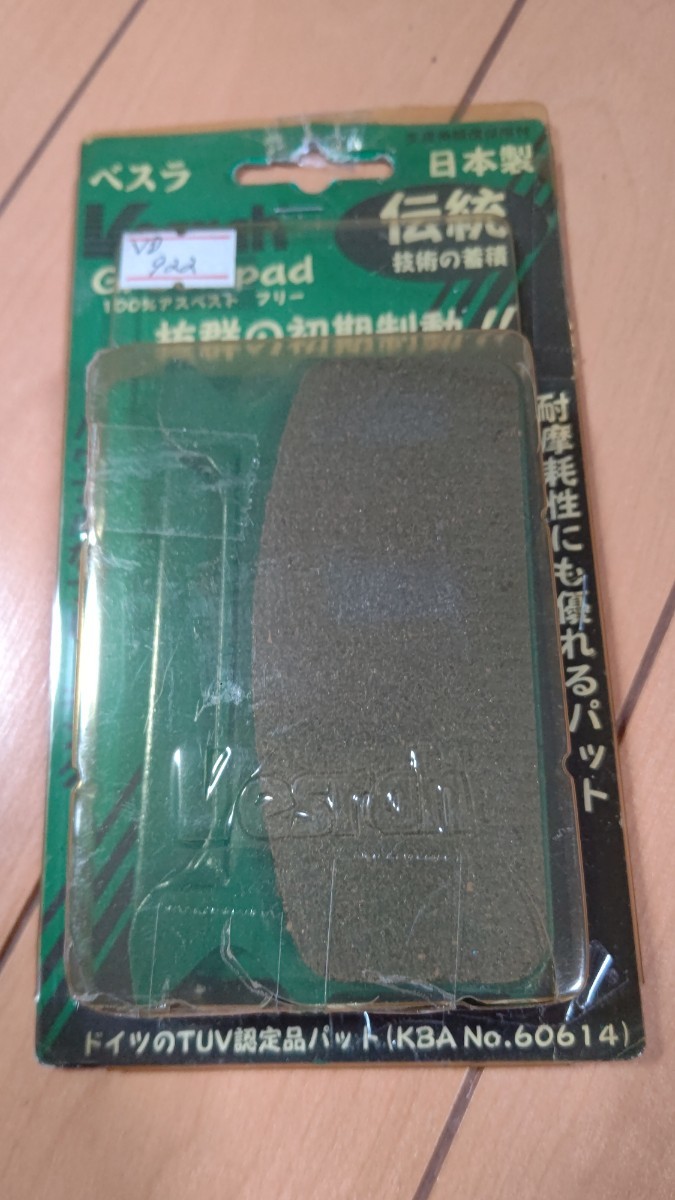 ベスラ
日本製
Vesrah
伝統
技術の蓄積
VD
922
pad
100%アスベスト フリー
抜群の初期制動!!
耐摩耗性にも優れるパット
Vesrah
ドイツのTUV認定品パット(KBA No.60614)